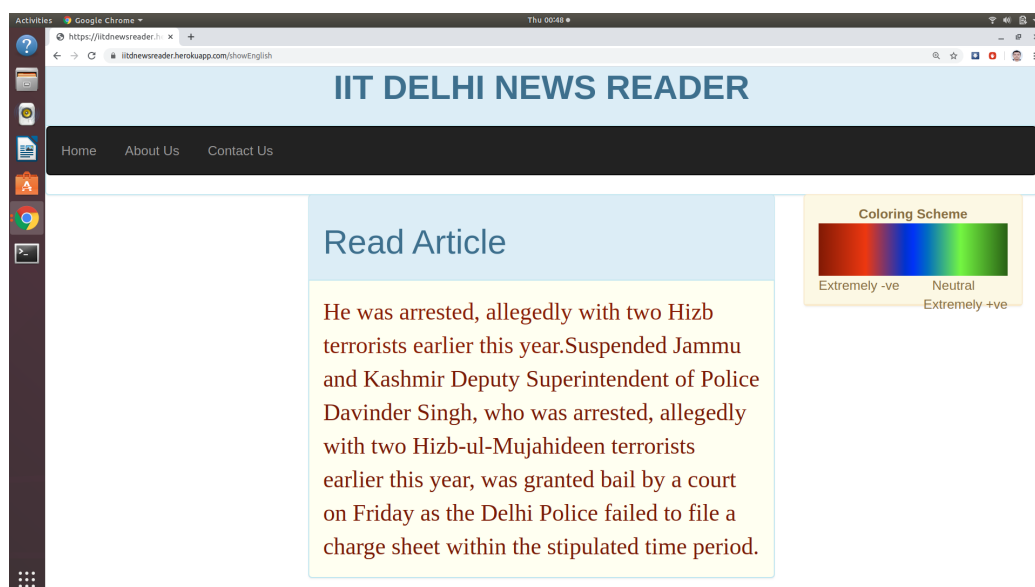 Activities Google Chrome Thu 00:48
https://iitdnewsreader.h
iitdnewsreader.herokuapp.com/showEnglish
IIT DELHI NEWS READER
Home About Us Contact Us
Read Article
He was arrested, allegedly with two Hizb
terrorists earlier this year.Suspended Jammu
and Kashmir Deputy Superintendent of Police
Davinder Singh, who was arrested, allegedly
with two Hizb-ul-Mujahideen terrorists
earlier this year, was granted bail by a court
on Friday as the Delhi Police failed to file a
charge sheet within the stipulated time period.
Coloring Scheme
Extremely -ve Neutral
Extremely +ve